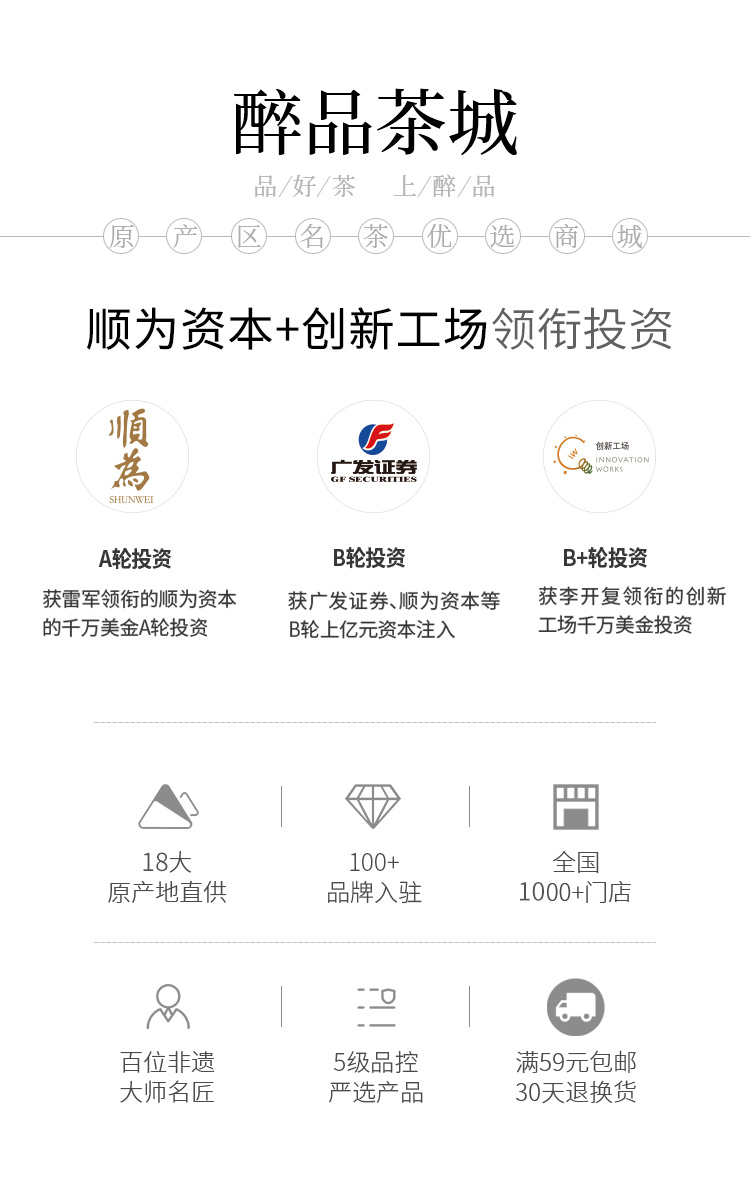 醉品茶城
品/好/茶 上/醉/品
原产区名茶优选商城
顺为资本+创新工场领衔投资
順為
SHUNWEI
广发证券
GF SECURITIES
iW
创新工场
INNOVATION
WORKS
A轮投资
获雷军领衔的顺为资本
的千万美金A轮投资
B轮投资
获广发证券、顺为资本等
B轮上亿元资本注入
B+轮投资
获李开复领衔的创新
工场千万美金投资
18大
原产地直供
100+
品牌入驻
全国
1000+门店
百位非遗
大师名匠
5级品控
严选产品
满59元包邮
30天退换货